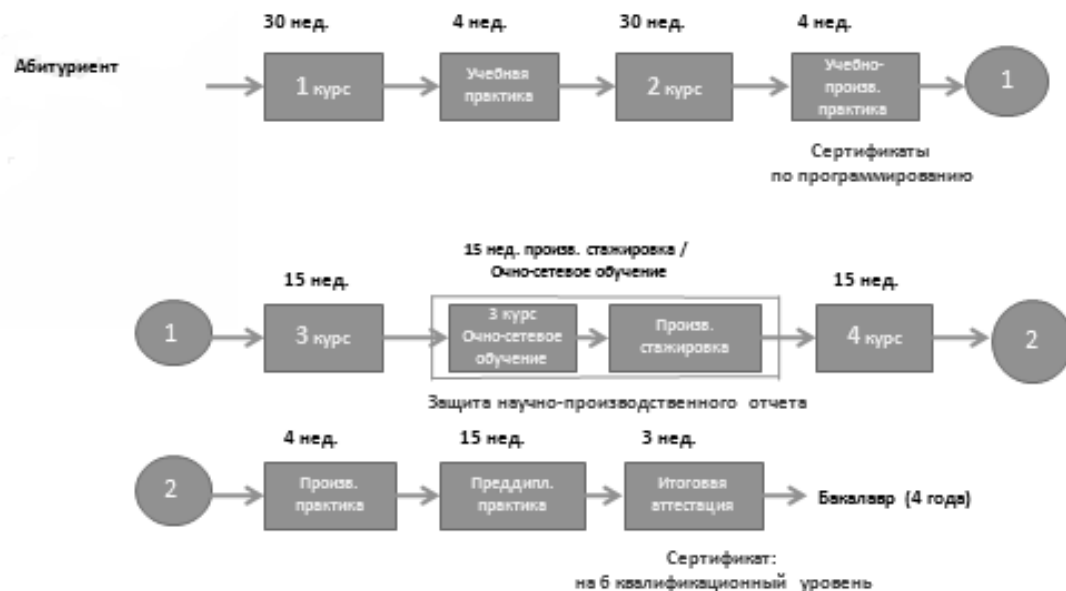 30 нед.
4 нед.
30 нед.
4 нед.
Абитуриент
1 курс
Учебная
практика
2 курс
Учебно-
произв.
практика
1
Сертификаты
по программированию
15 нед. произв. стажировка /
Очно-сетевое обучение
15 нед.
15 нед.
1
3 курс
3 курс
Очно-сетевое
обучение
Произв.
стажировка
4 курс
2
Защита научно-производственного отчета
4 нед.
15 нед.
3 нед.
2
Произв.
практика
Преддипл.
практика
Итоговая
аттестация
Бакалавр (4 года)
Сертификат:
на 6 квалификационный уровень